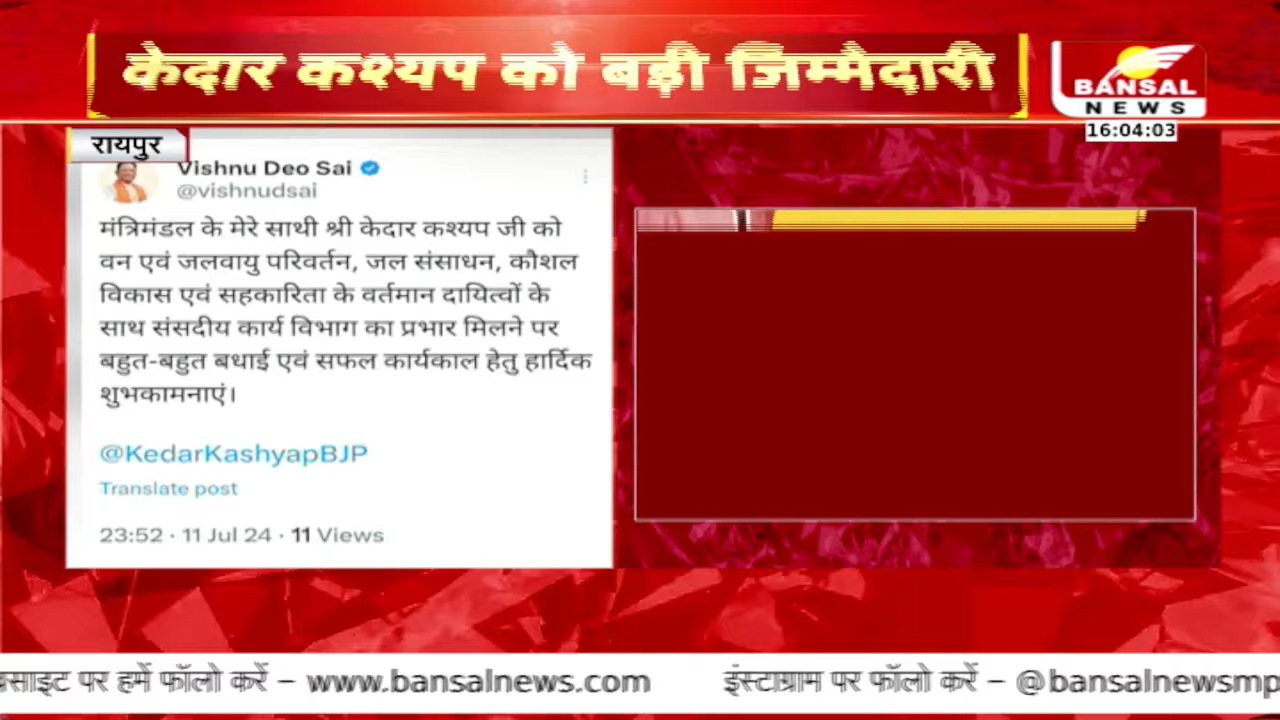 केदार कश्यप को बड़ी जिम्मेदारी
BANSAL
NEWS
16:04:03
रायपुर
Vishnu Deo Sai
@vishnudsai
मंत्रिमंडल के मेरे साथी श्री केदार कश्यप जी को
वन एवं जलवायु परिवर्तन, जल संसाधन, कौशल
विकास एवं सहकारिता के वर्तमान दायित्वों के
साथ संसदीय कार्य विभाग का प्रभार मिलने पर
बहुत-बहुत बधाई एवं सफल कार्यकाल हेतु हार्दिक
शुभकामनाएं।
@KedarKashyapBJP
Translate post
23:52 · 11 Jul 24 · 11 Views
पर हमें फॉलो करें – www.bansalnews.com इंस्टाग्राम पर फॉलो करें – @bansalnewsmp